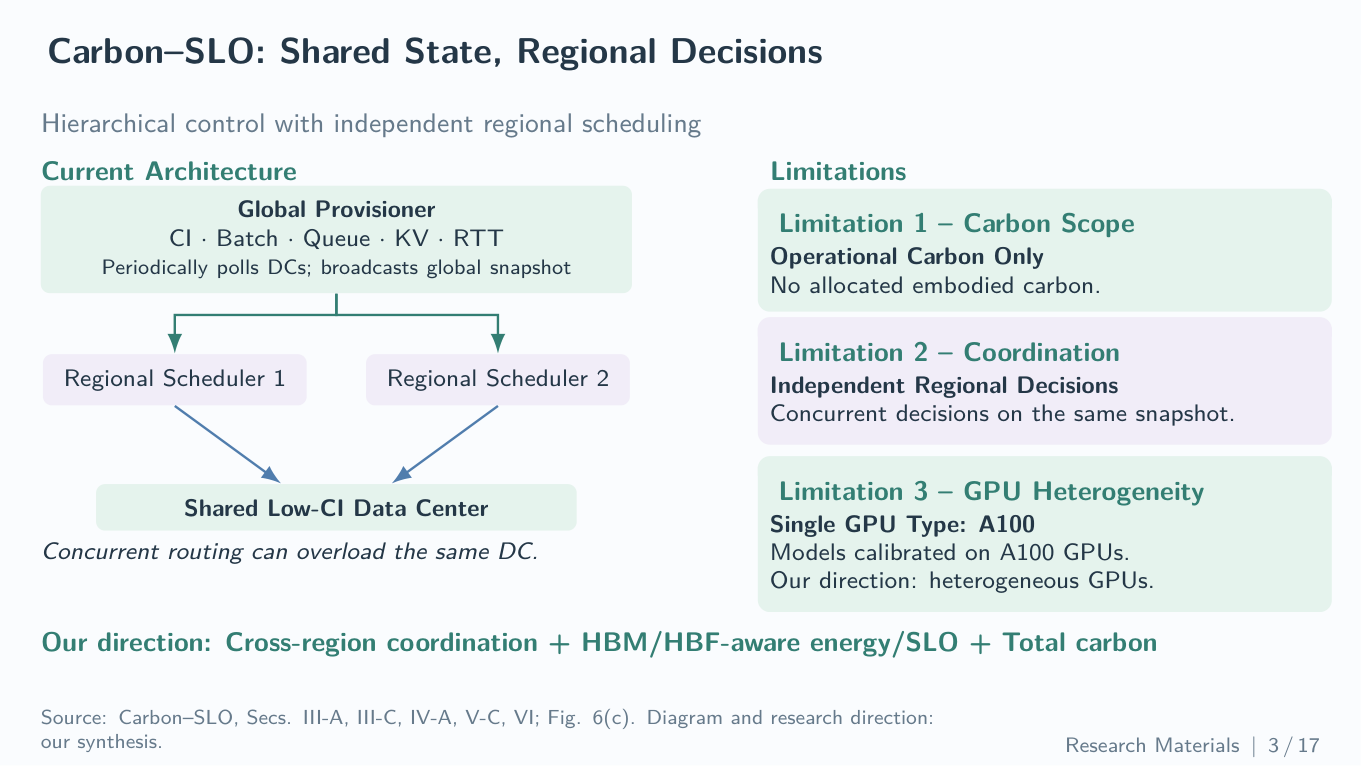 Carbon–SLO: Shared State, Regional Decisions
Hierarchical control with independent regional scheduling
Current Architecture
Global Provisioner
CI · Batch · Queue · KV · RTT
Periodically polls DCs; broadcasts global snapshot
Regional Scheduler 1
Regional Scheduler 2
Shared Low-CI Data Center
Concurrent routing can overload the same DC.
Limitations
Limitation 1 – Carbon Scope
Operational Carbon Only
No allocated embodied carbon.
Limitation 2 – Coordination
Independent Regional Decisions
Concurrent decisions on the same snapshot.
Limitation 3 – GPU Heterogeneity
Single GPU Type: A100
Models calibrated on A100 GPUs.
Our direction: heterogeneous GPUs.
Our direction: Cross-region coordination + HBM/HBF-aware energy/SLO + Total carbon
Source: Carbon–SLO, Secs. III-A, III-C, IV-A, V-C, VI; Fig. 6(c). Diagram and research direction:
our synthesis.
Research Materials | 3 / 17